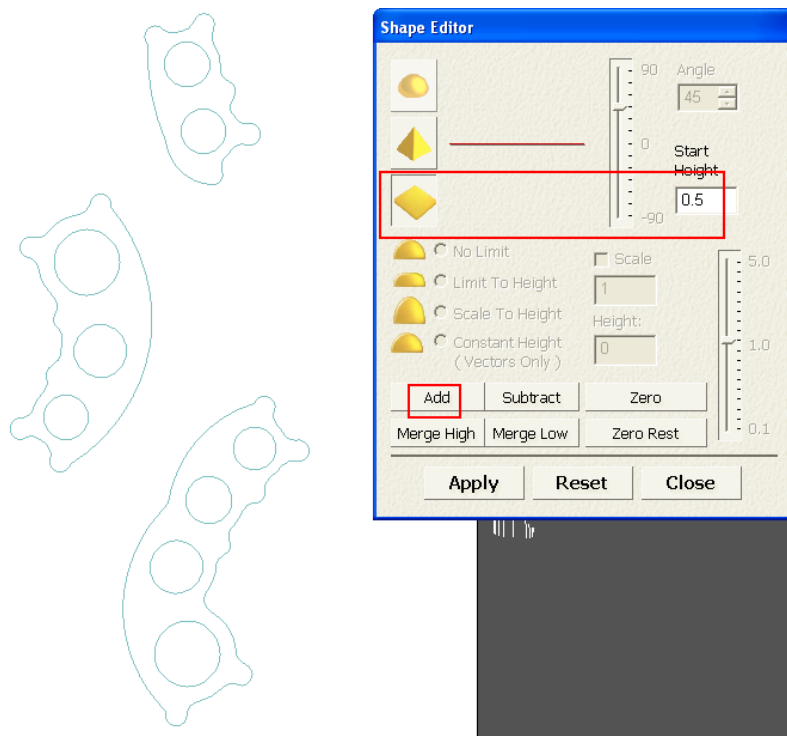 Shape Editor
90
Angle
45
0
Start
Height
0.5
-90
No Limit
Scale
5.0
Limit To Height
1
Scale To Height
Height:
Constant Height
0
1.0
( Vectors Only )
Add
Subtract
Zero
0.1
Merge High
Merge Low
Zero Rest
Apply
Reset
Close